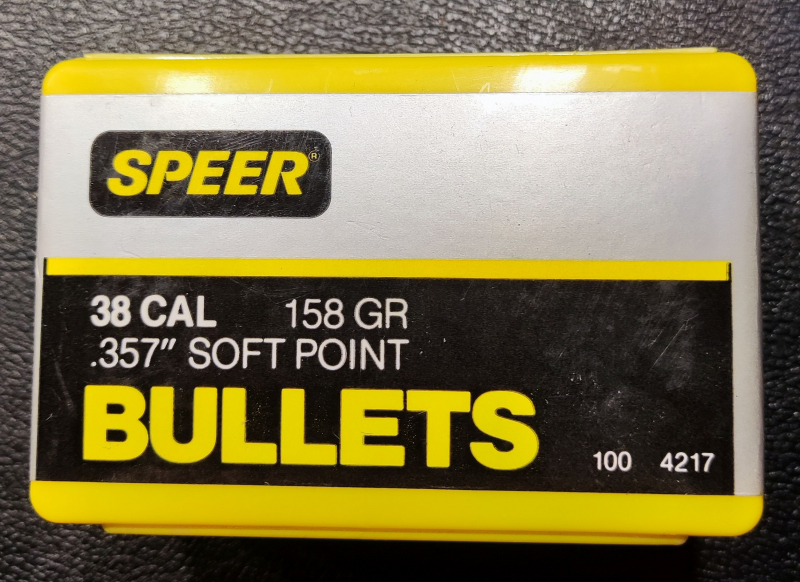 SPEER®
38 CAL 158 GR
.357" SOFT POINT
BULLETS
100 4217